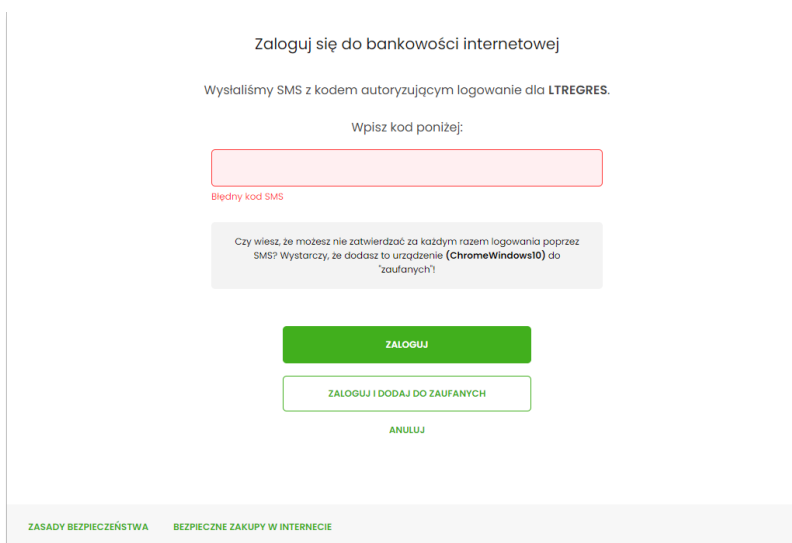 Zaloguj się do bankowości internetowej
Wysłaliśmy SMS z kodem autoryzującym logowanie dla LTREGRES.
Wpisz kod poniżej:
Błędny kod SMS
Czy wiesz, że możesz nie zatwierdzać za każdym razem logowania poprzez
SMS? Wystarczy, że dodasz to urządzenie (ChromeWindows10) do
"zaufanych"!
ZALOGUJ
ZALOGUJ I DODAJ DO ZAUFANYCH
ANULUJ
ZASADY BEZPIECZEŃSTWA BEZPIECZNE ZAKUPY W INTERNECIE